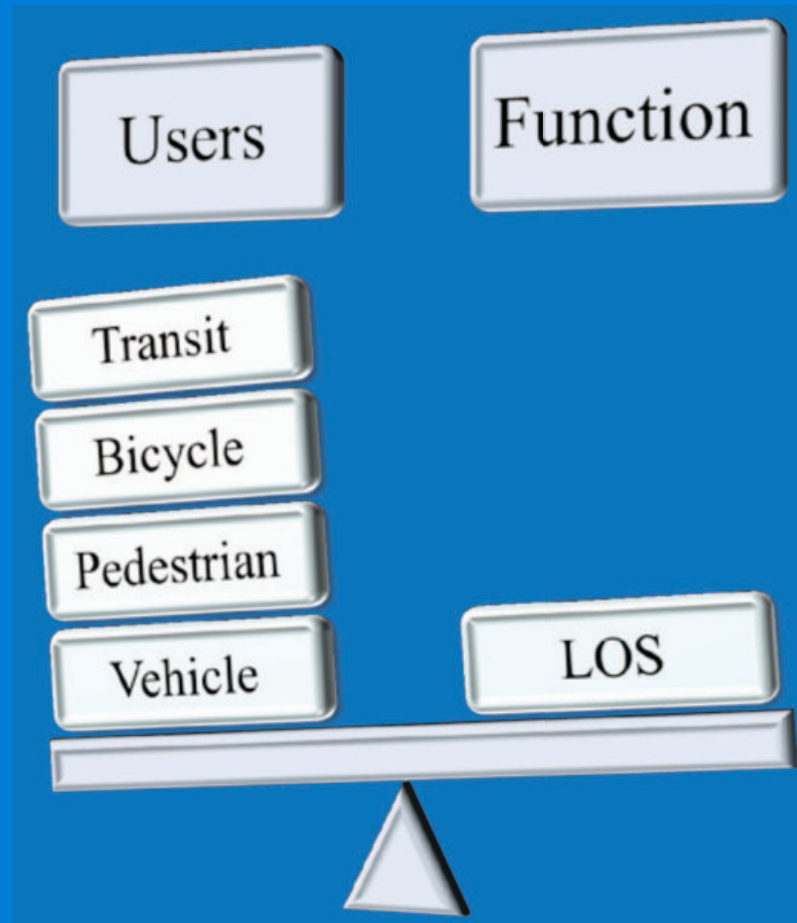 Users
Function
Transit
Bicycle
Pedestrian
Vehicle
LOS